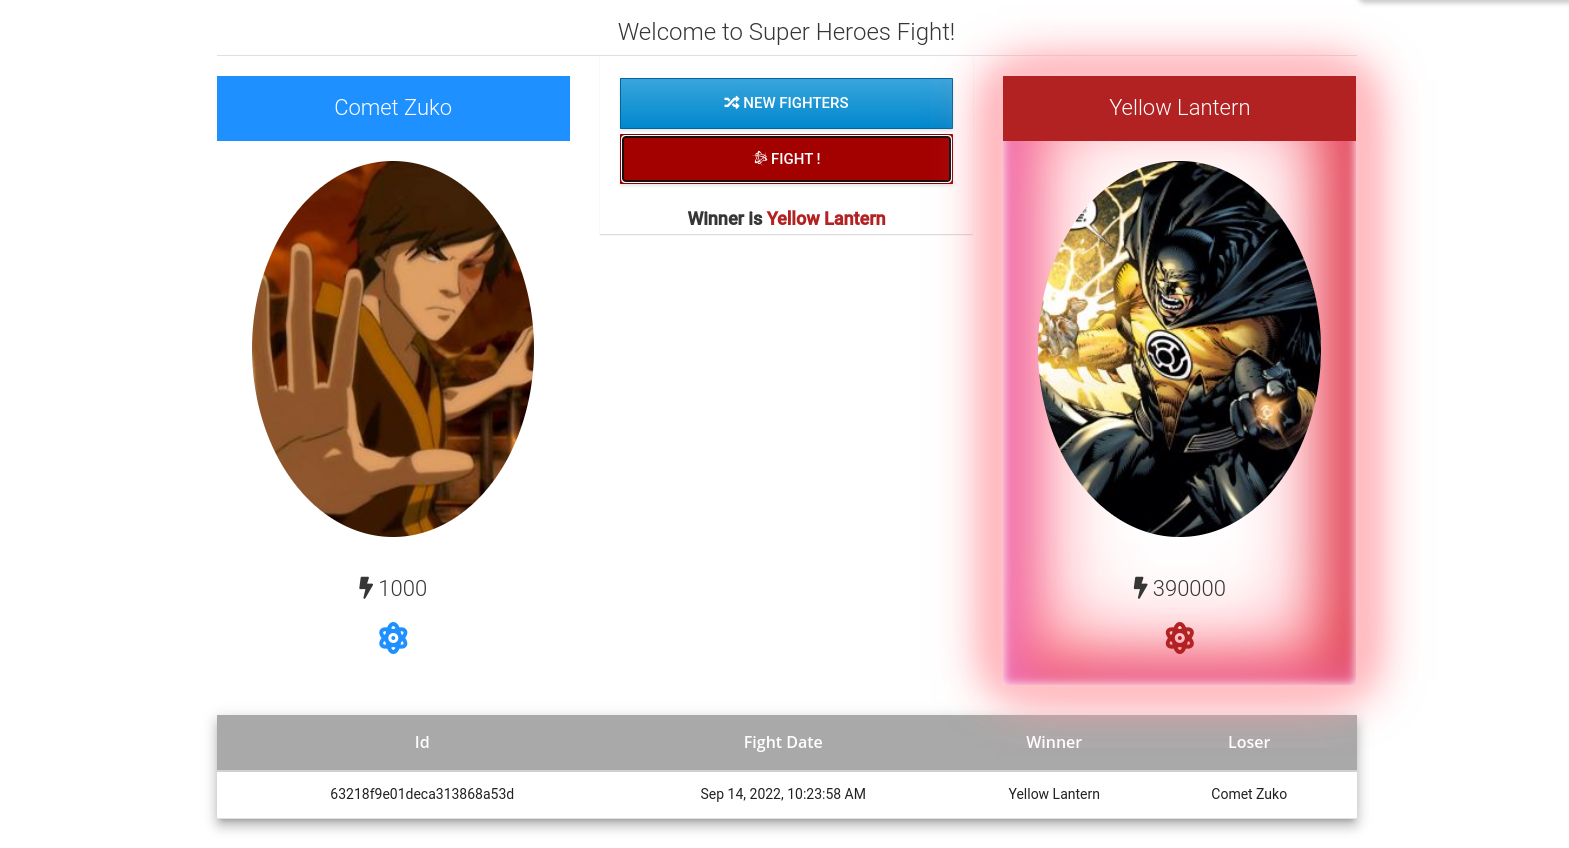 Welcome to Super Heroes Fight!
Comet Zuko
NEW FIGHTERS
FIGHT !
Winner is Yellow Lantern
Yellow Lantern
1000
390000
Id Fight Date Winner Loser
63218f9e01deca313868a53d Sep 14, 2022, 10:23:58 AM Yellow Lantern Comet Zuko